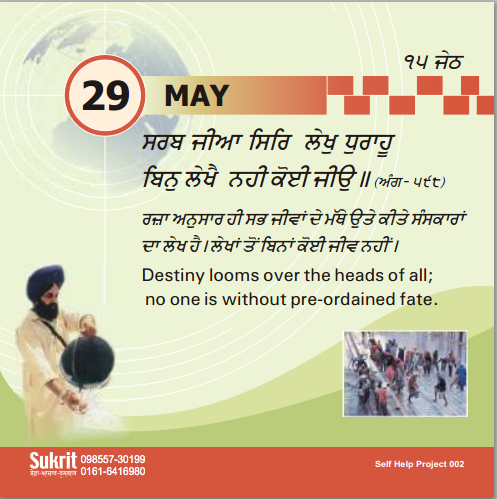 ੧੫ ਜੇਠ
29 MAY
ਸਰਬ ਜੀਆ ਸਿਰਿ ਲੇਖੁ ਧੁਰਾਹੂ
ਬਿਨੁ ਲੇਖੈ ਨਹੀ ਕੋਈ ਜੀਉ ॥ (ਅੰਗ - ੫੯੮)
ਰਜ਼ਾ ਅਨੁਸਾਰ ਹੀ ਸਭ ਜੀਵਾਂ ਦੇ ਮੱਥੇ ਉਤੇ ਕੀਤੇ ਸੰਸਕਾਰਾਂ
ਦਾ ਲੇਖ ਹੈ। ਲੇਖਾਂ ਤੋਂ ਬਿਨਾਂ ਕੋਈ ਜੀਵ ਨਹੀਂ।
Destiny looms over the heads of all;
no one is without pre-ordained fate.
Sukrit
098557-30199
0161-6416980
Self Help Project 002